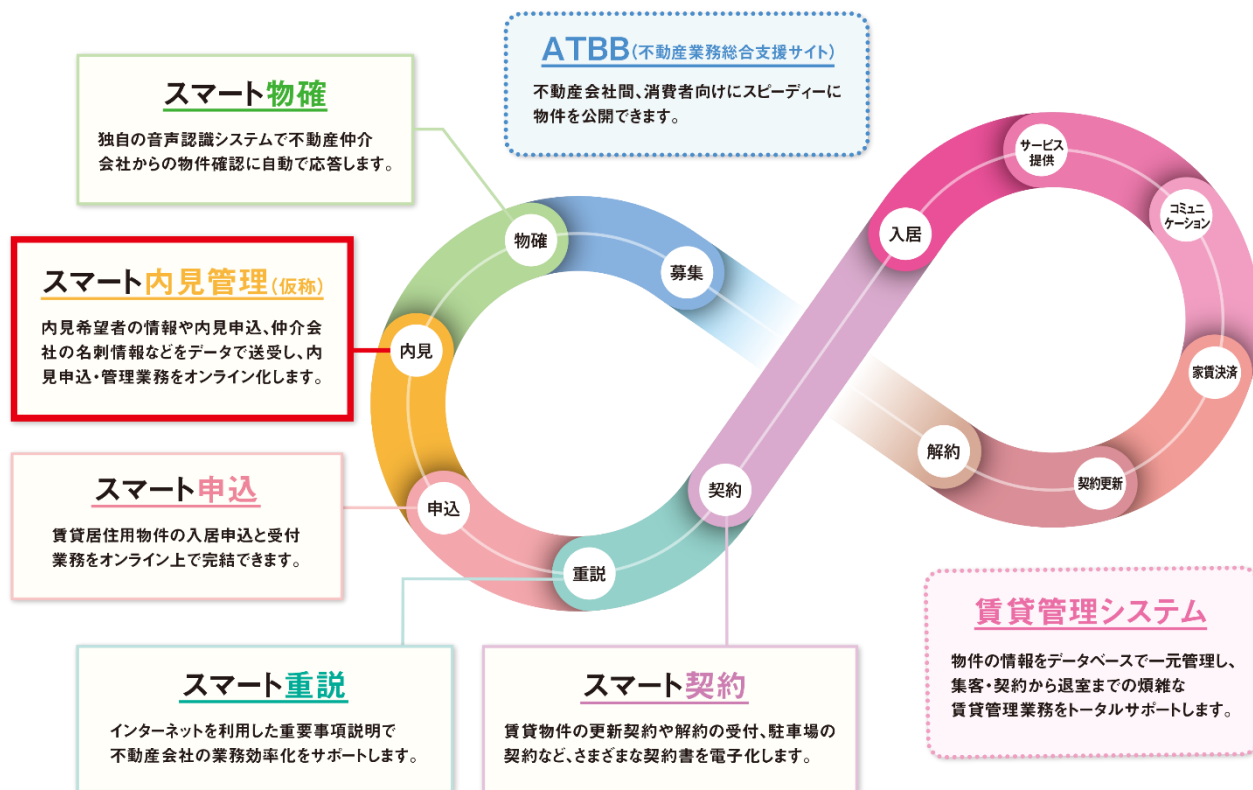 ATBB(不動産業務総合支援サイト)
不動産会社間、消費者向けにスピーディーに
物件を公開できます。
スマート物確
独自の音声認識システムで不動産仲介
会社からの物件確認に自動で応答します。
スマート内見管理(仮称)
内見希望者の情報や内見申込、仲介会
社の名刺情報などをデータで送受し、内
見申込・管理業務をオンライン化します。
スマート申込
賃貸居住用物件の入居申込と受付
業務をオンライン上で完結できます。
スマート重説
インターネットを利用した重要事項説明で
不動産会社の業務効率化をサポートします。
スマート契約
賃貸物件の更新契約や解約の受付、駐車場の
契約など、さまざまな契約書を電子化します。
賃貸管理システム
物件の情報をデータベースで一元管理し、
集客・契約から退室までの煩雑な
賃貸管理業務をトータルサポートします。
募集
物確
内見
申込
重説
契約
入居
サービス
提供
コミュニ
ケーション
家賃決済
契約更新
解約